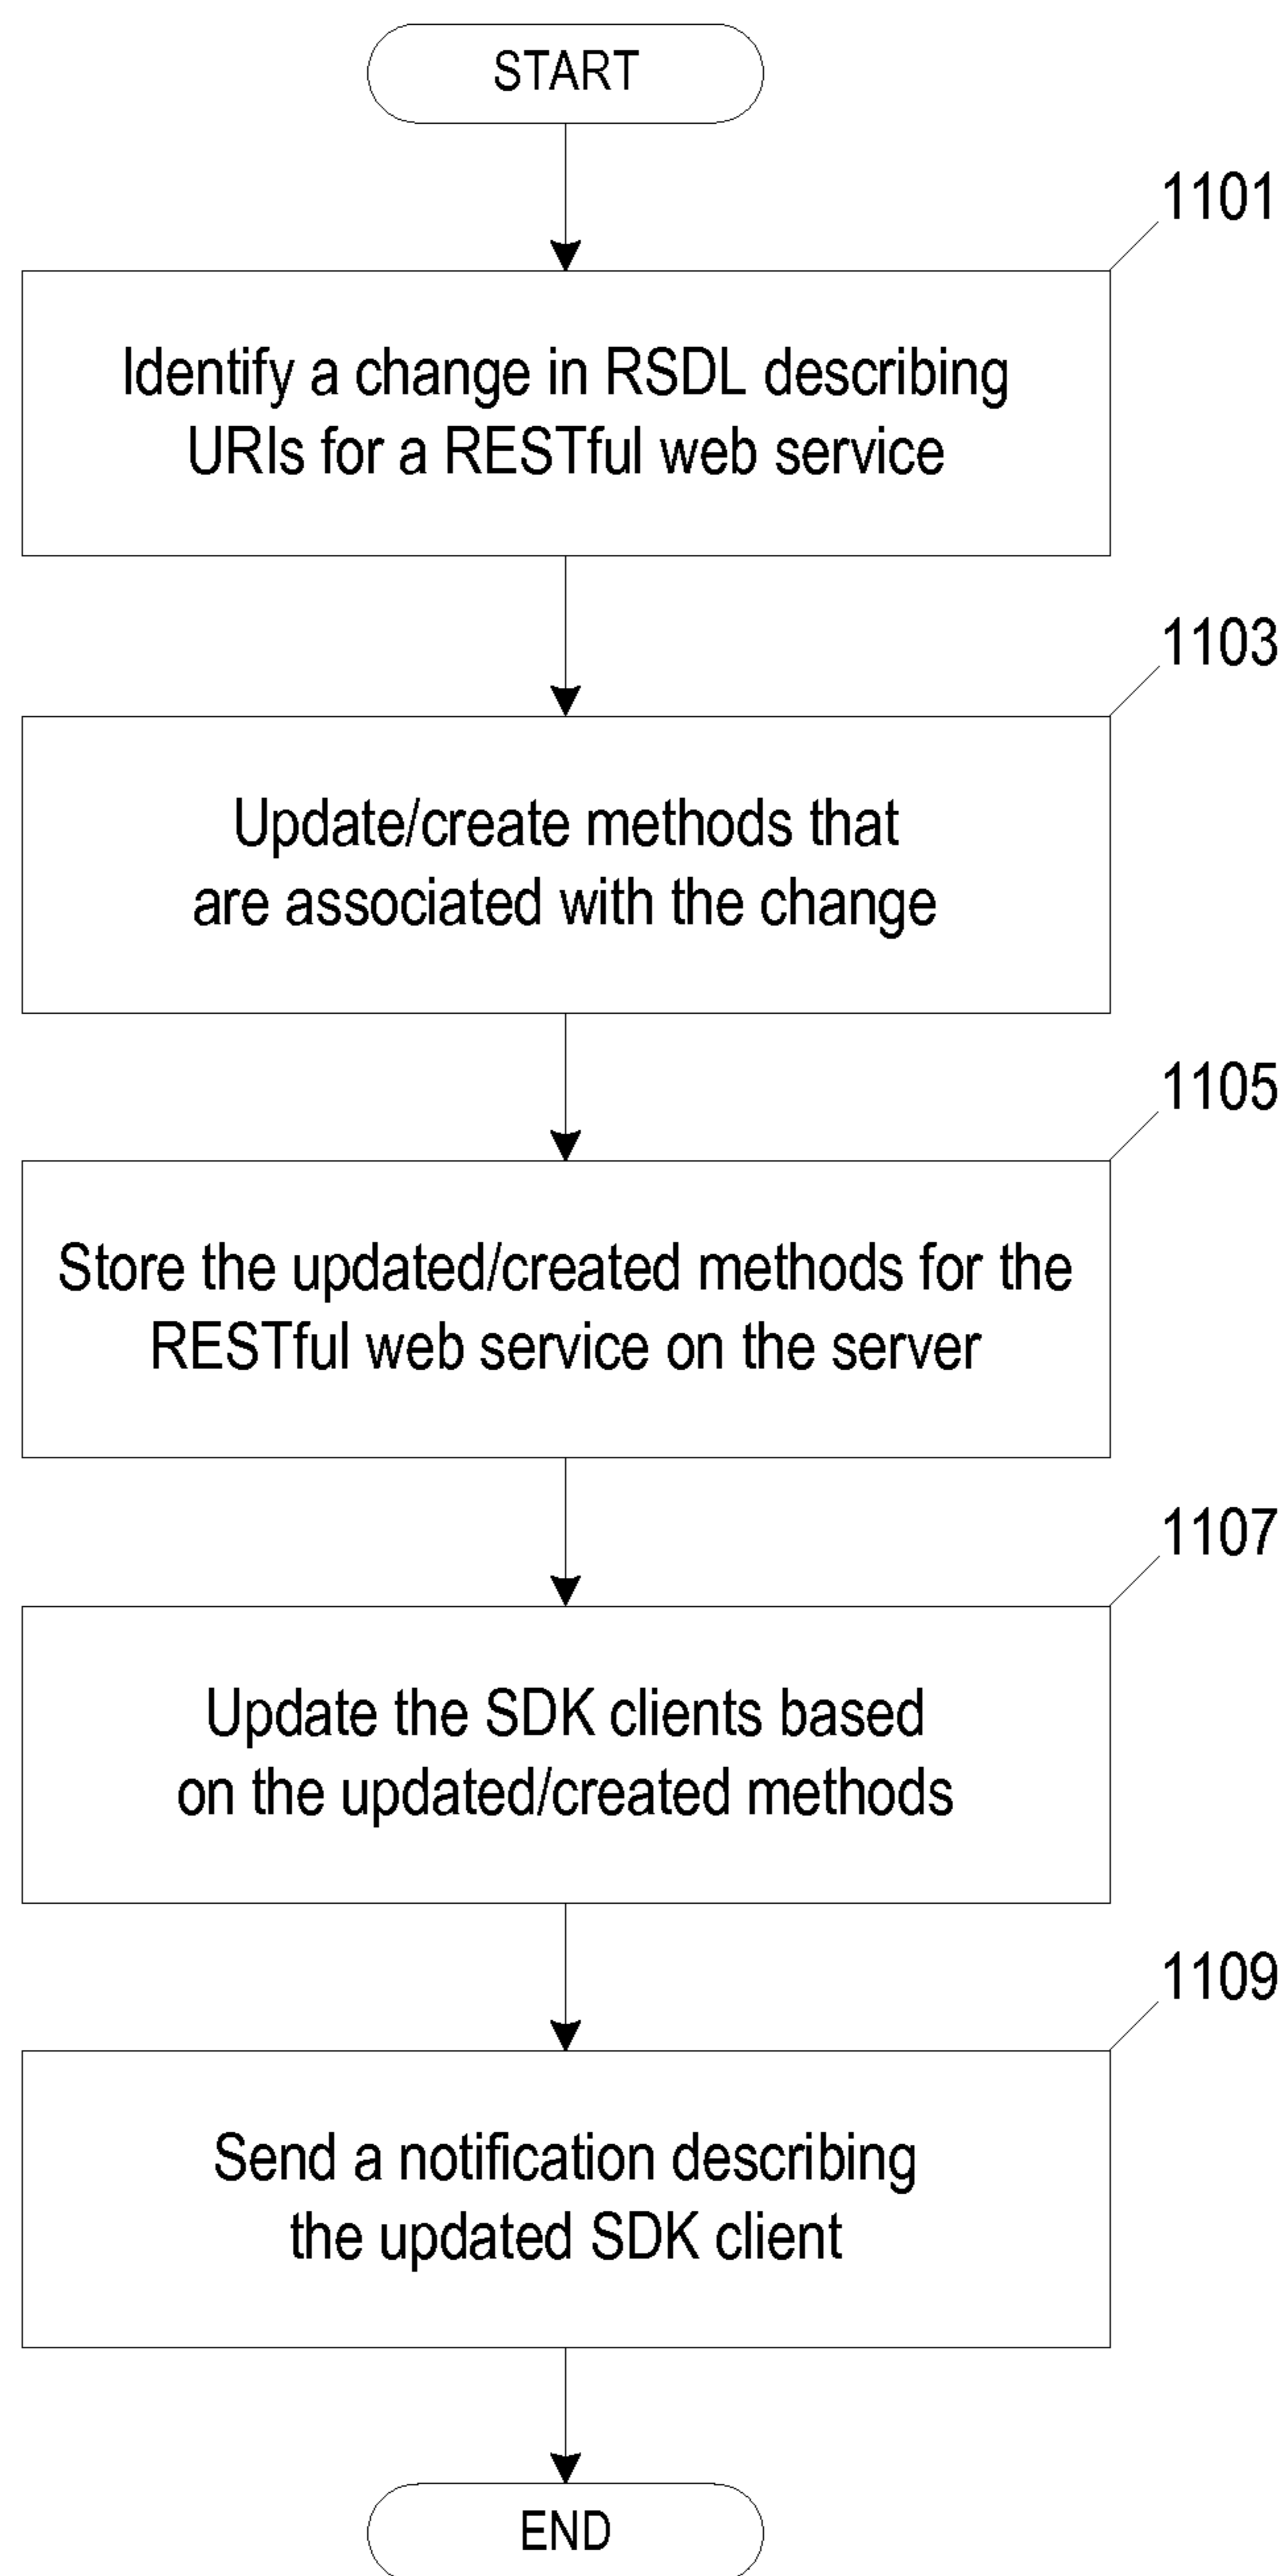 START
1101
Identify a change in RSDL describing
URIs for a RESTful web service
1103
Update/create methods that
are associated with the change
1105
Store the updated/created methods for the
RESTful web service on the server
1107
Update the SDK clients based
on the updated/created methods
1109
Send a notification describing
the updated SDK client
END